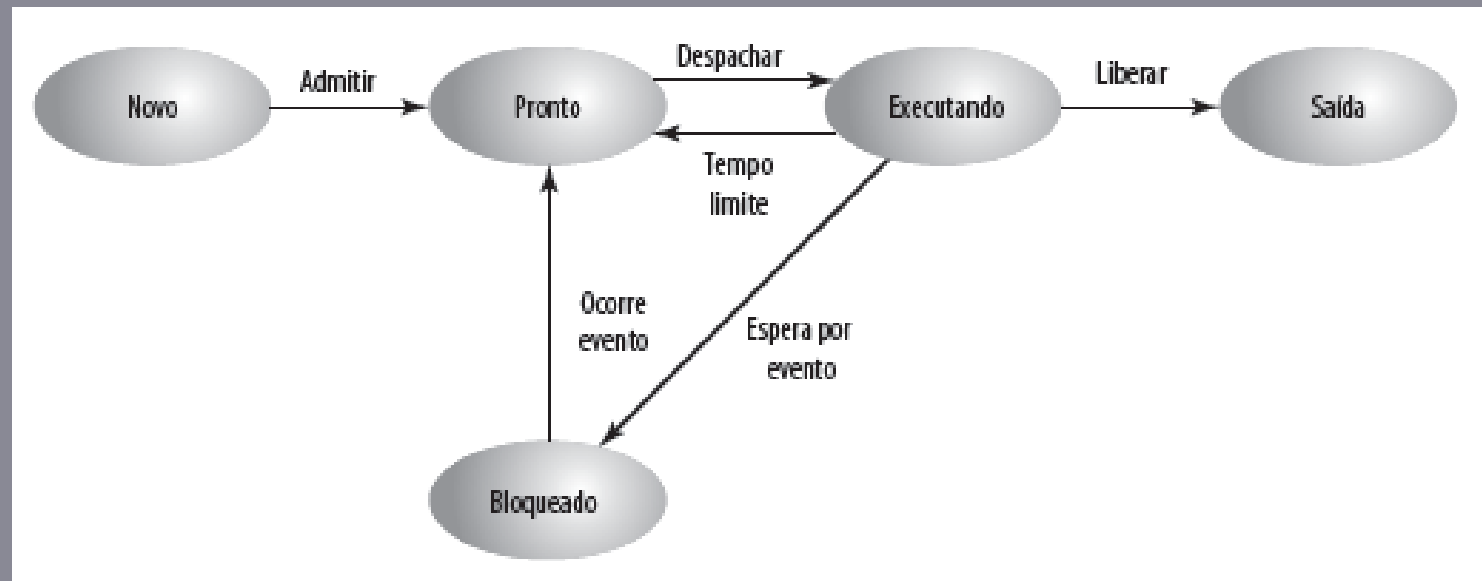 Novo
Admitir
Pronto
Despachar
Executando
Liberar
Saída
Tempo
limite
Ocorre
evento
Espera por
evento
Bloqueado